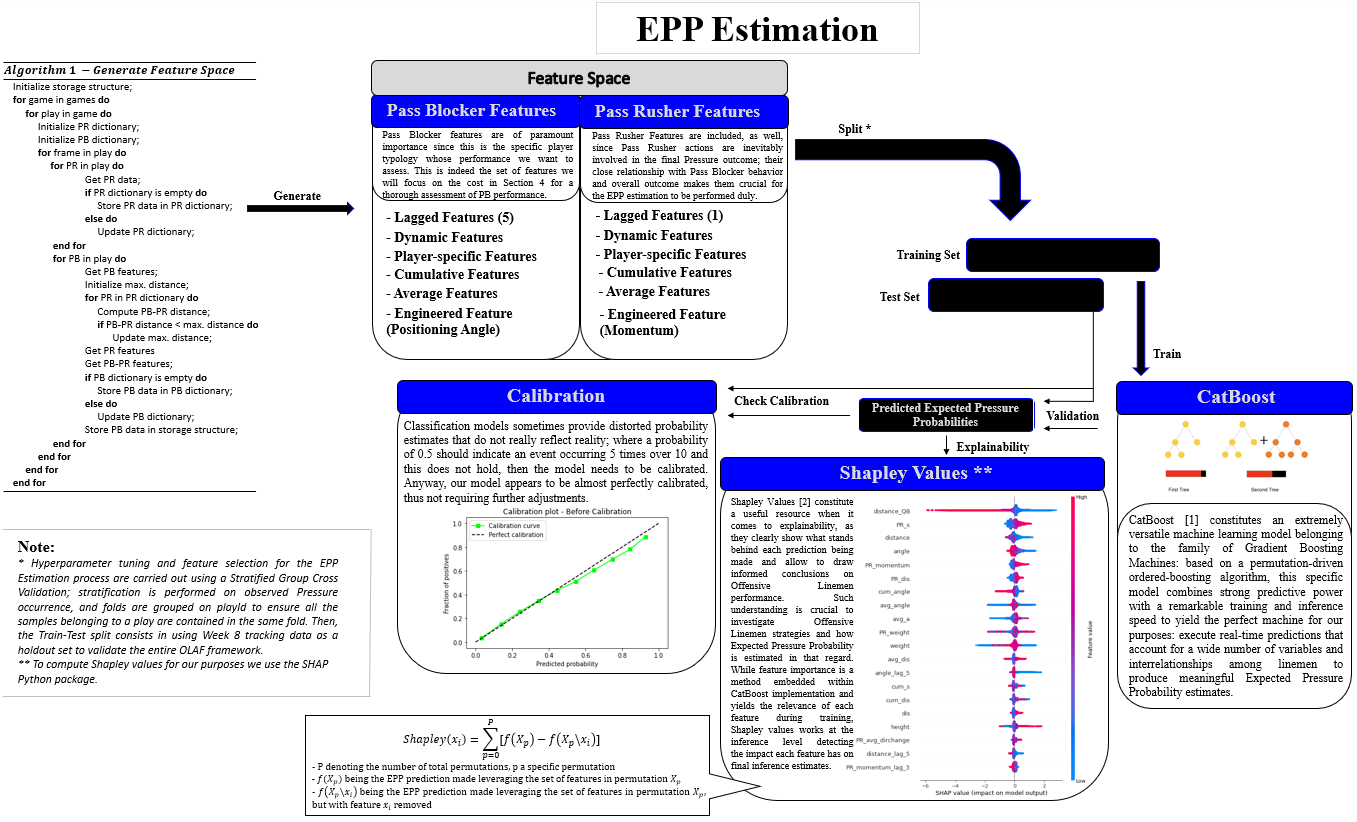 EPP Estimation
Algorithm 1 − Generate Feature Space
Initialize storage structure;
for game in games do
for play in game do
Initialize PR dictionary;
Initialize PB dictionary;
for frame in play do
for PR in play do
Get PR data;
if PR dictionary is empty do
Store PR data in PR dictionary;
else do
Update PR dictionary;
end for
for PB in play do
Get PB features;
Initialize max. distance;
for PR in PR dictionary do
Compute PB-PR distance;
if PB-PR distance < max. distance do
Update max. distance;
Get PR features
Get PB-PR features;
if PB dictionary is empty do
Store PB data in PB dictionary;
else do
Update PB dictionary;
Store PB data in storage structure;
end for
end for
end for
end for
Generate
Feature Space
Pass Blocker Features
Pass Blocker features are of paramount
importance since this is the specific player
typology whose performance we want to
assess. This is indeed the set of features we
will focus on the cost in Section 4 for a
thorough assessment of PB performance.
- Lagged Features (5)
- Dynamic Features
- Player-specific Features
- Cumulative Features
- Average Features
- Engineered Feature
(Positioning Angle)
Pass Rusher Features
Pass Rusher Features are included, as well,
since Pass Rusher actions are inevitably
involved in the final Pressure outcome; their
close relationship with Pass Blocker behavior
and overall outcome makes them crucial for
the EPP estimation to be performed duly.
- Lagged Features (1)
- Dynamic Features
- Player-specific Features
- Cumulative Features
- Average Features
- Engineered Feature
(Momentum)
Split *
Training Set
Test Set
Train
CatBoost
+
First Tree
Second Tree
CatBoost [1] constitutes an extremely
versatile machine learning model belonging
to the family of Gradient Boosting
Machines: based on a permutation-driven
ordered-boosting algorithm, this specific
model combines strong predictive power
with a remarkable training and inference
speed to yield the perfect machine for our
purposes: execute real-time predictions that
account for a wide number of variables and
interrelationships among linemen to
produce meaningful Expected Pressure
Probability estimates.
Validation
Predicted Expected Pressure
Probabilities
Check Calibration
Explainability
Calibration
Classification models sometimes provide distorted probability
estimates that do not really reflect reality; where a probability
of 0.5 should indicate an event occurring 5 times over 10 and
this does not hold, then the model needs to be calibrated.
Anyway, our model appears to be almost perfectly calibrated,
thus not requiring further adjustments.
Calibration plot - Before Calibration
Calibration curve
Perfect calibration
Fraction of positives
1.0
0.8
0.6
0.4
0.2
0.0
0.0 0.2 0.4 0.6 0.8 1.0
Predicted probability
Shapley Values **
Shapley Values [2] constitute
a useful resource when it
comes to explainability, as
they clearly show what stands
behind each prediction being
made and allow to draw
informed conclusions on
Offensive Linemen
performance. Such
understanding is crucial to
investigate Offensive
Linemen strategies and how
Expected Pressure Probability
is estimated in that regard.
While feature importance is a
method embedded within
CatBoost implementation and
yields the relevance of each
feature during training,
Shapley values works at the
inference level detecting
the impact each feature has on
final inference estimates.
distance_QB
PR_s
distance
angle
PR_momentum
PR_dis
cum_angle
avg_angle
avg_a
PR_weight
weight
avg_dis
angle_lag_5
cum_s
cum_dis
dis
height
PR_avg_dirchange
distance_lag_5
PR_momentum_lag_3
−6 −4 −2 0 2
SHAP value (impact on model output)
High
Feature value
Low
Note:
* Hyperparameter tuning and feature selection for the EPP
Estimation process are carried out using a Stratified Group Cross
Validation; stratification is performed on observed Pressure
occurrence, and folds are grouped on playId to ensure all the
samples belonging to a play are contained in the same fold. Then,
the Train-Test split consists in using Week 8 tracking data as a
holdout set to validate the entire OLAF framework.
** To compute Shapley values for our purposes we use the SHAP
Python package.
Shapley(xᵢ) = ∑_{p=0}^{P} [f(Xₚ) − f(Xₚ\xᵢ)]
- P denoting the number of total permutations, p a specific permutation
- f(Xₚ) being the EPP prediction made leveraging the set of features in permutation Xₚ
- f(Xₚ\xᵢ) being the EPP prediction made leveraging the set of features in permutation Xₚ,
but with feature xᵢ removed